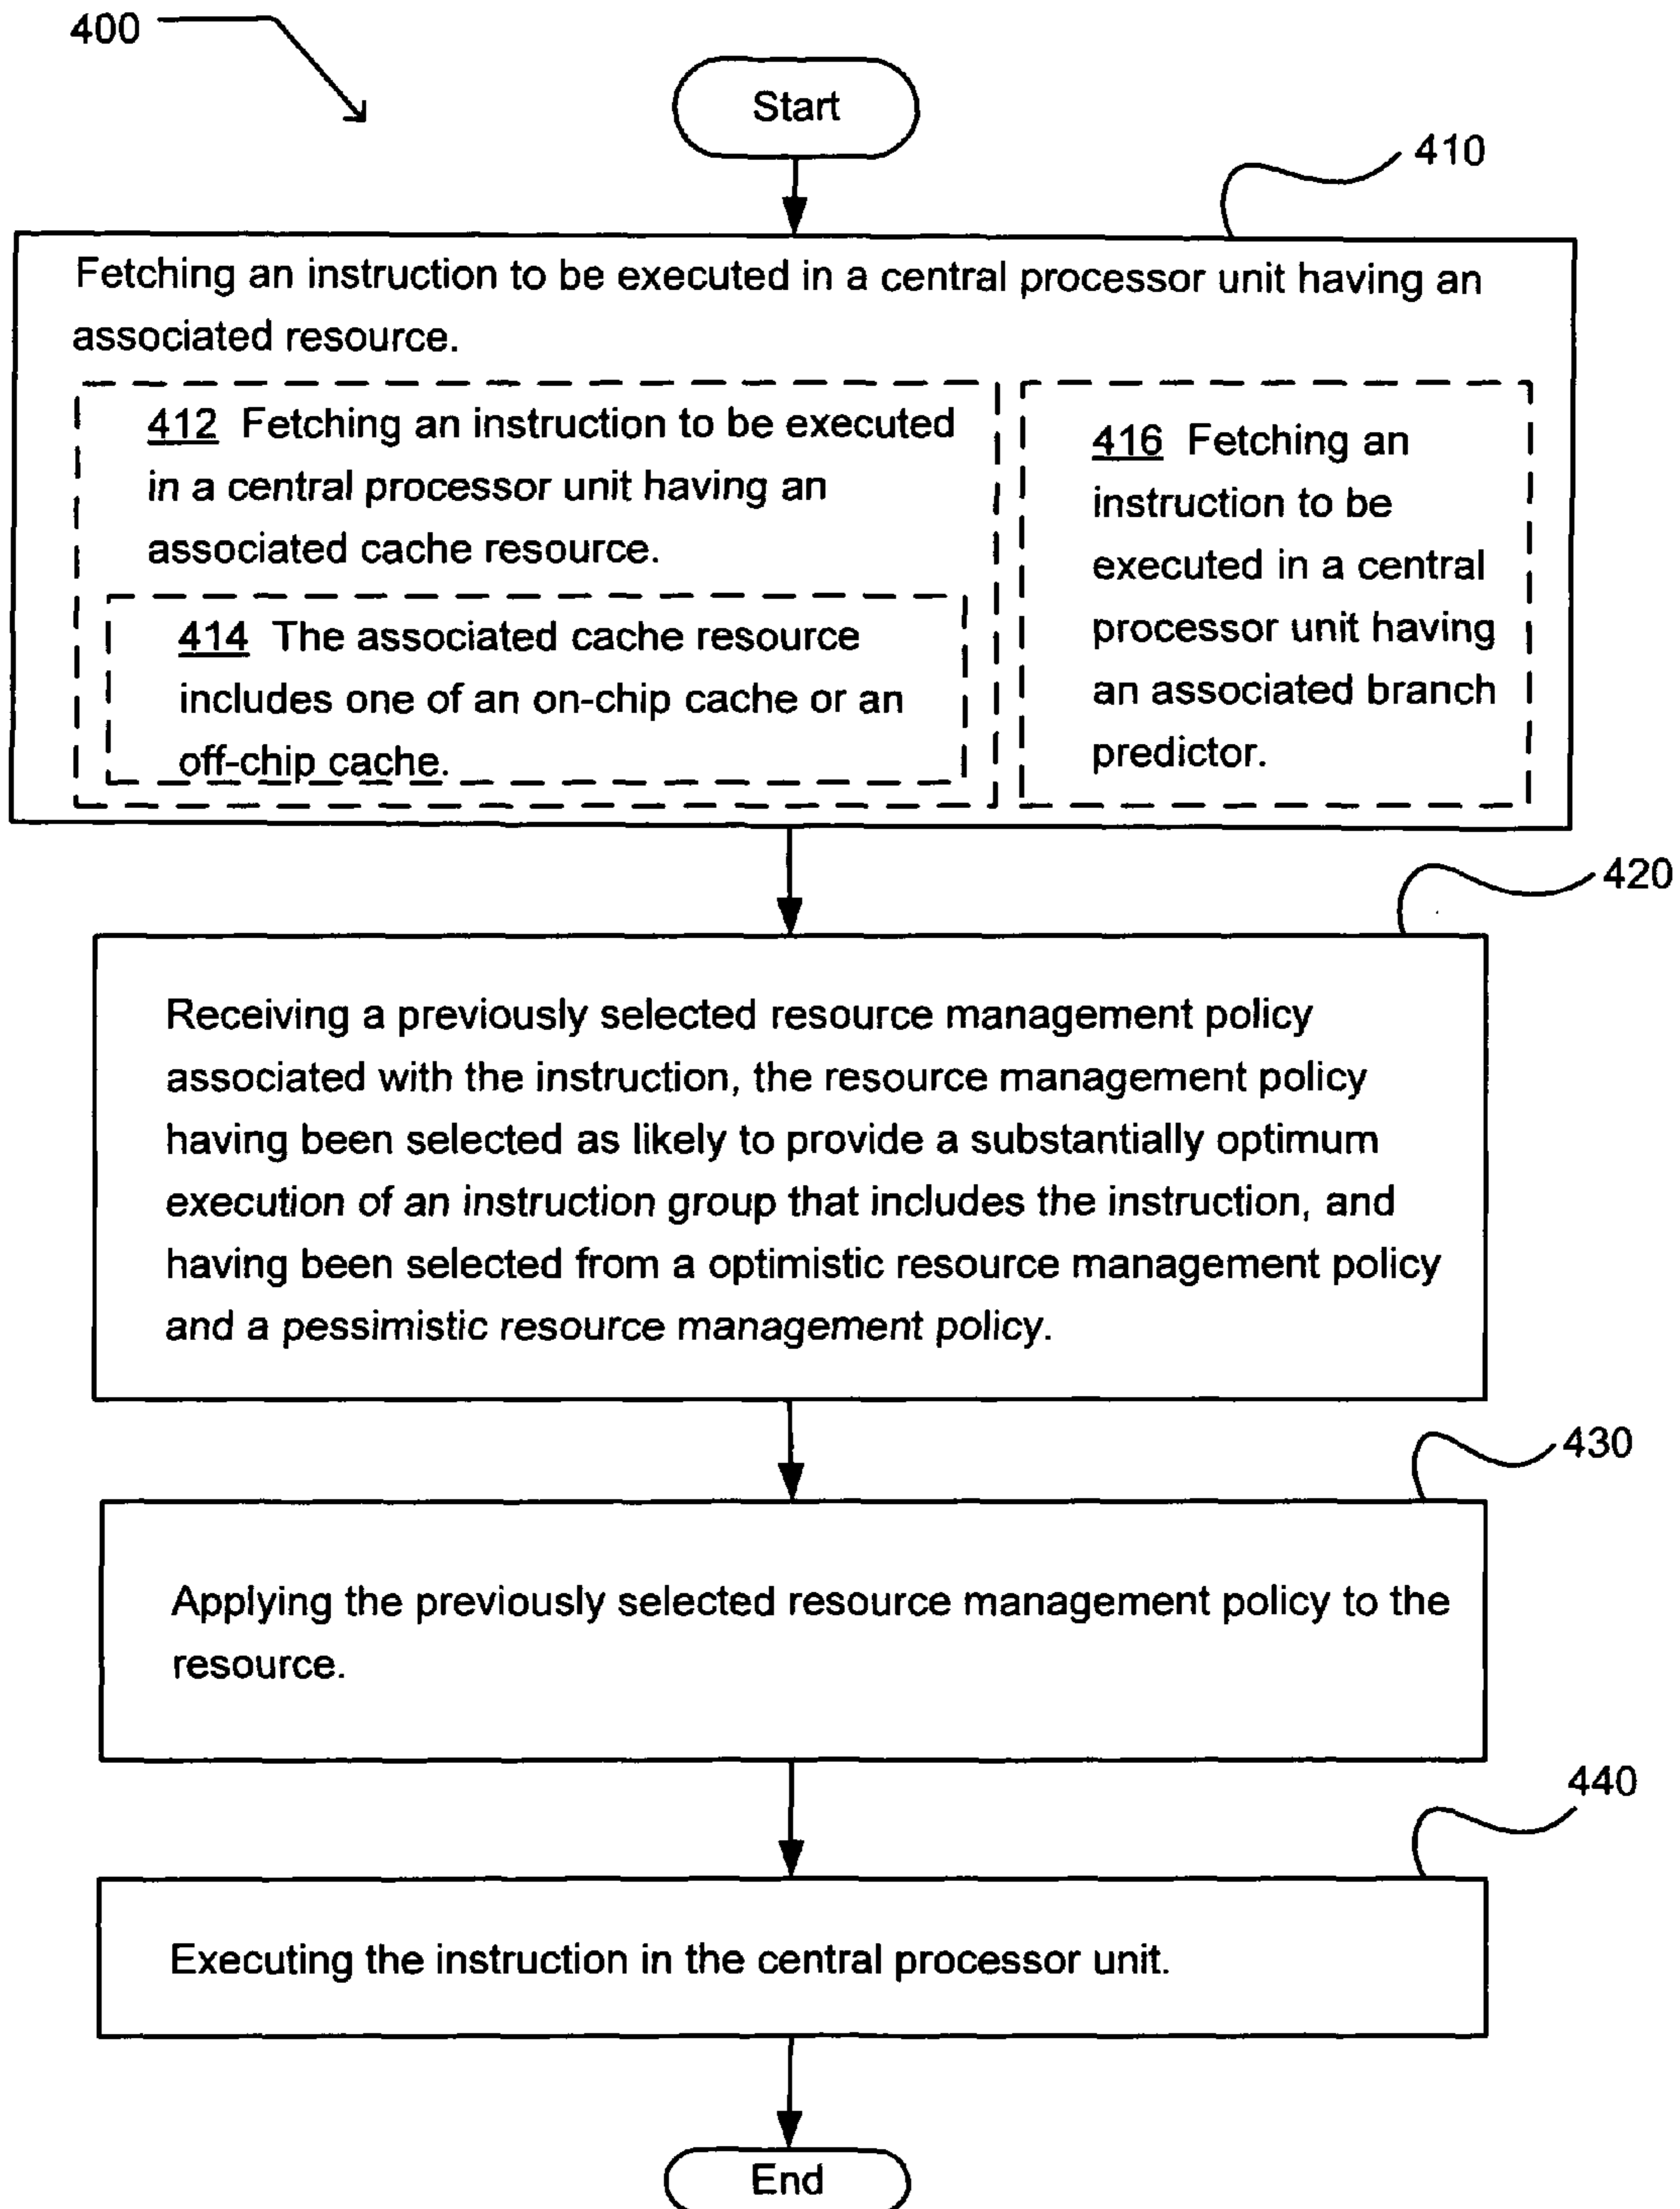 400
Start
410
Fetching an instruction to be executed in a central processor unit having an
associated resource.
412 Fetching an instruction to be executed
in a central processor unit having an
associated cache resource.
414 The associated cache resource
includes one of an on-chip cache or an
off-chip cache.
416 Fetching an
instruction to be
executed in a central
processor unit having
an associated branch
predictor.
420
Receiving a previously selected resource management policy
associated with the instruction, the resource management policy
having been selected as likely to provide a substantially optimum
execution of an instruction group that includes the instruction, and
having been selected from a optimistic resource management policy
and a pessimistic resource management policy.
430
Applying the previously selected resource management policy to the
resource.
440
Executing the instruction in the central processor unit.
End